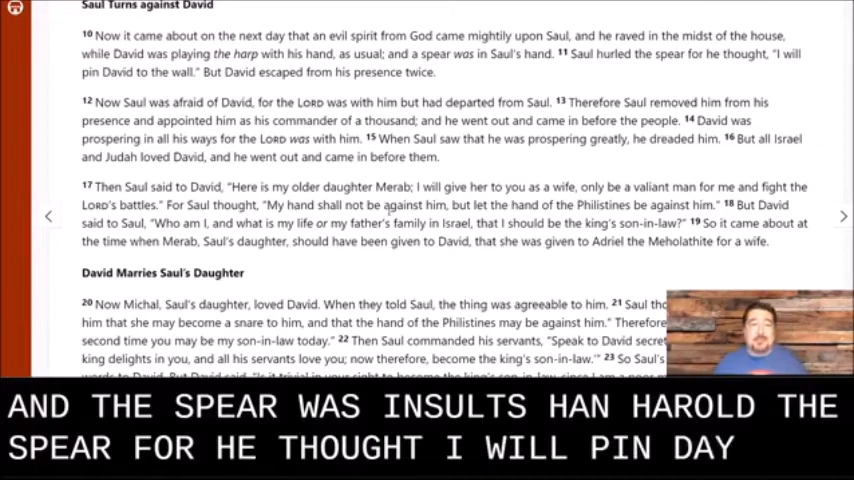 Saul Turns against David
10 Now it came about on the next day that an evil spirit from God came mightily upon Saul, and he raved in the midst of the house,
while David was playing the harp with his hand, as usual; and a spear was in Saul's hand. 11 Saul hurled the spear for he thought, “I will
pin David to the wall.” But David escaped from his presence twice.
12 Now Saul was afraid of David, for the LORD was with him but had departed from Saul. 13 Therefore Saul removed him from his
presence and appointed him as his commander of a thousand; and he went out and came in before the people. 14 David was
prospering in all his ways for the LORD was with him. 15 When Saul saw that he was prospering greatly, he dreaded him. 16 But all Israel
and Judah loved David, and he went out and came in before them.
17 Then Saul said to David, “Here is my older daughter Merab; I will give her to you as a wife, only be a valiant man for me and fight the
LORD's battles.” For Saul thought, “My hand shall not be against him, but let the hand of the Philistines be against him.” 18 But David
said to Saul, “Who am I, and what is my life or my father's family in Israel, that I should be the king's son-in-law?” 19 So it came about at
the time when Merab, Saul's daughter, should have been given to David, that she was given to Adriel the Meholathite for a wife.
David Marries Saul's Daughter
20 Now Michal, Saul's daughter, loved David. When they told Saul, the thing was agreeable to him. 21 Saul
him that she may become a snare to him, and that the hand of the Philistines may be against him.” Therefore
second time you may be my son-in-law today.” 22 Then Saul commanded his servants, “Speak to David
king delights in you, and all his servants love you; now therefore, become the king's son-in-law.’” 23 So Saul's
AND THE SPEAR WAS INSULTS HAN HAROLD THE
SPEAR FOR HE THOUGHT I WILL PIN DAY